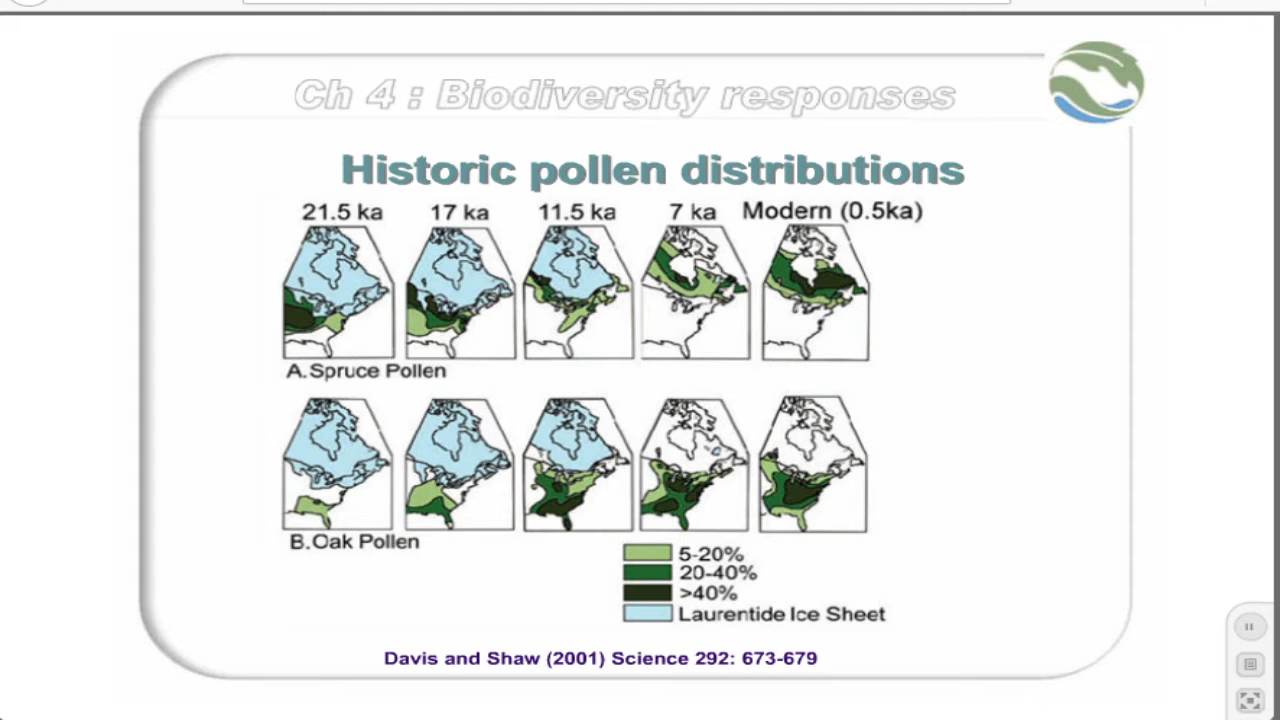 Ch 4 : Biodiversity responses
Historic pollen distributions
21.5 ka 17 ka 11.5 ka 7 ka Modern (0.5ka)
A. Spruce Pollen
B. Oak Pollen
5-20%
20-40%
>40%
Laurentide Ice Sheet
Davis and Shaw (2001) Science 292: 673-679